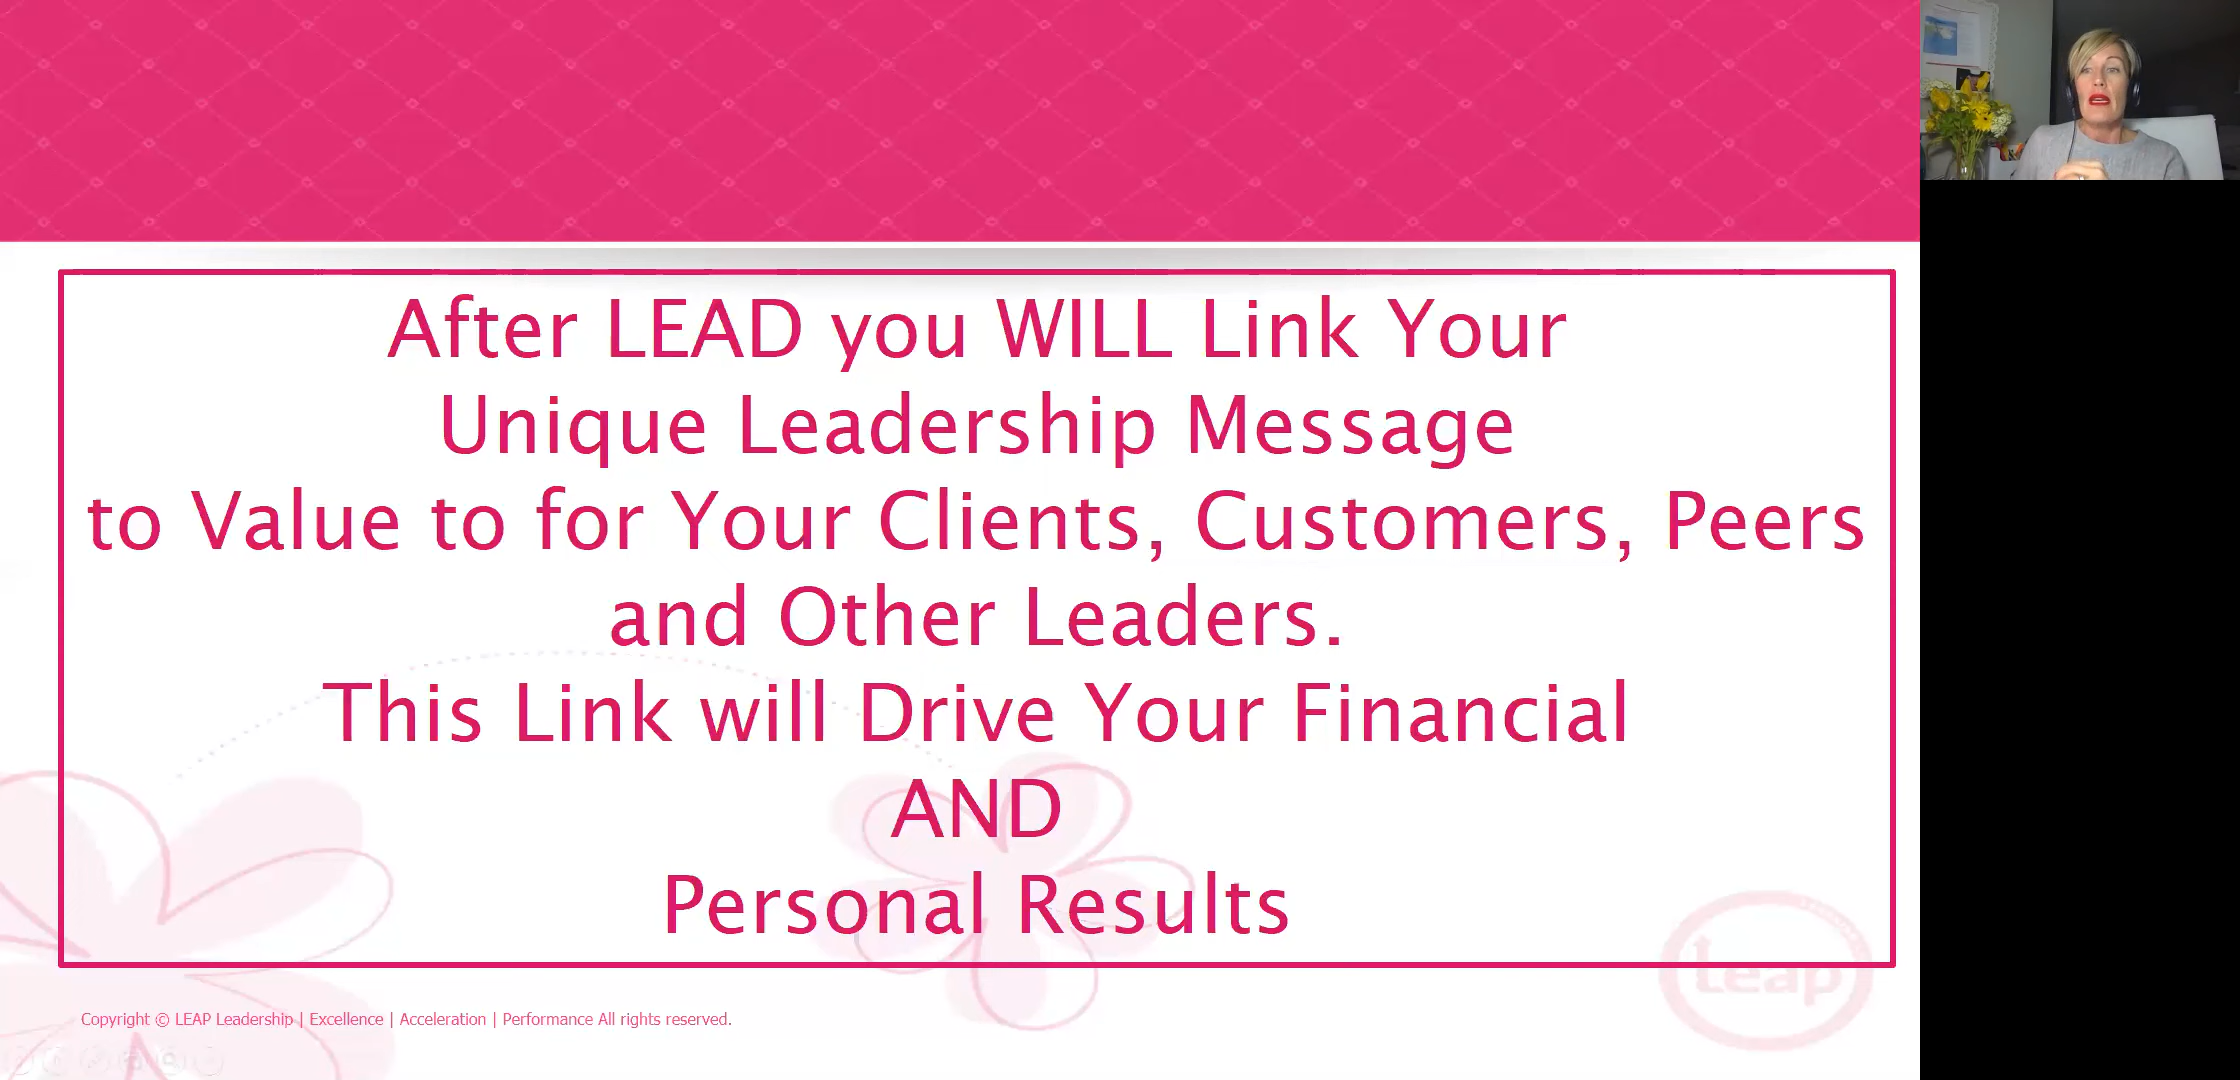 After LEAD you WILL Link Your
Unique Leadership Message
to Value to for Your Clients, Customers, Peers
and Other Leaders.
This Link will Drive Your Financial
AND
Personal Results
Leap
Copyright © LEAP Leadership | Excellence | Acceleration | Performance All rights reserved.